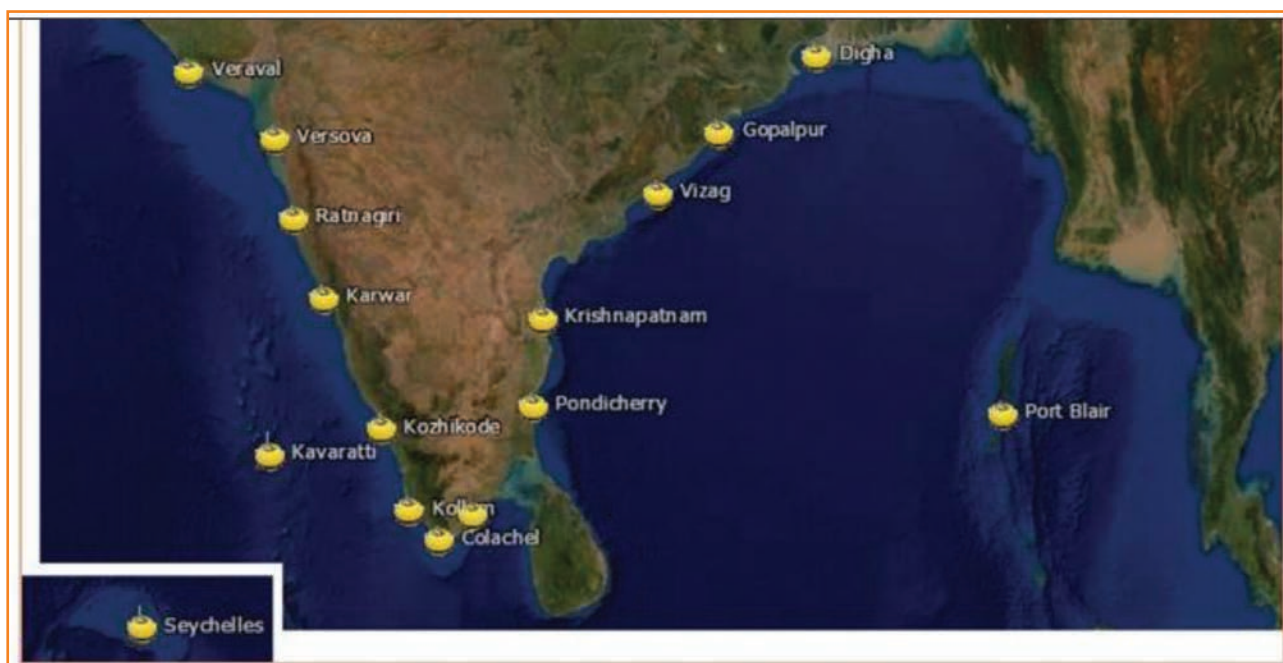 Veraval
Digha
Versova
Gopalpur
Vizag
Ratnagiri
Karwar
Krishnapatnam
Pondicherry
Port Blair
Kozhikode
Kavaratti
Kollam
Colachel
Seychelles